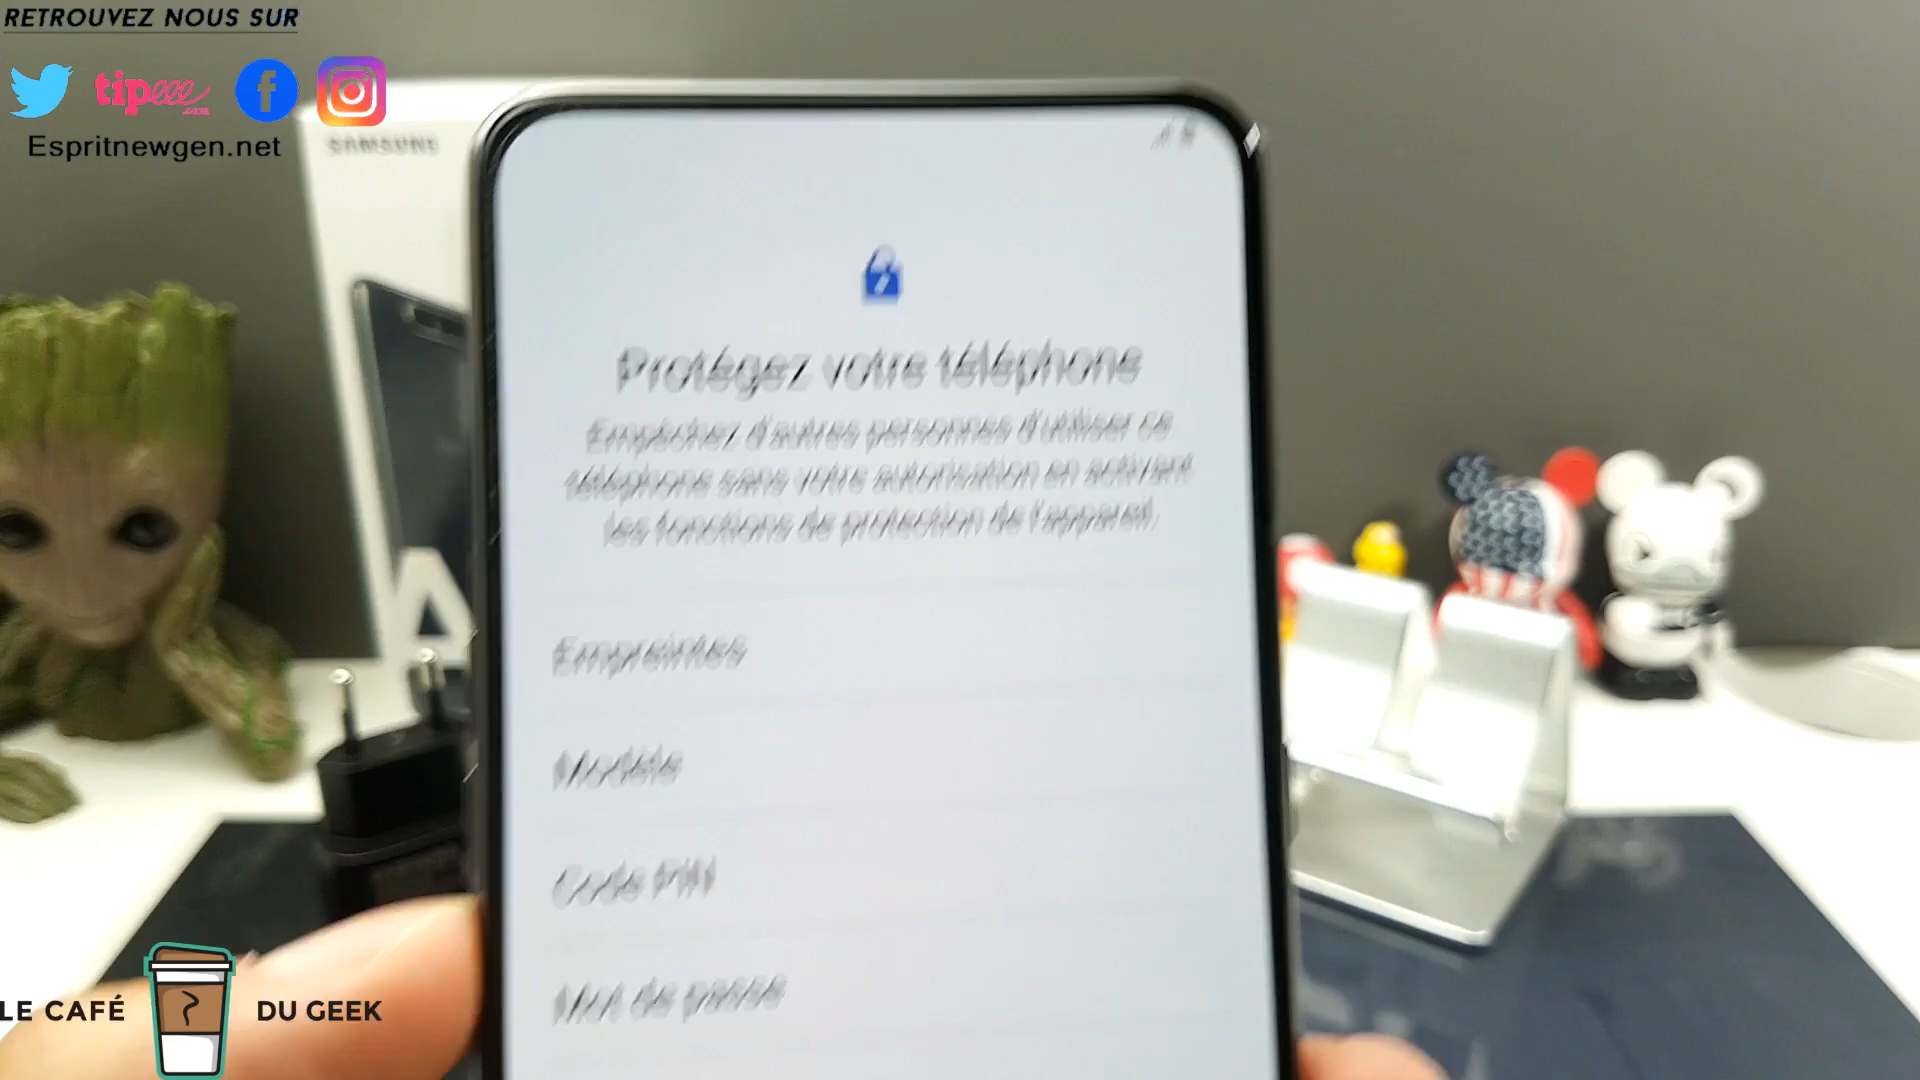 RETROUVEZ NOUS SUR
tipeee
Espritnewgen.net
SAMSUNG
Protégez votre téléphone
Empêchez d'autres personnes d'utiliser ce
téléphone sans votre autorisation en activant
les fonctions de protection de l'appareil.
Empreintes
Modèle
Code PIN
Mot de passe
A
LE CAFÉ DU GEEK